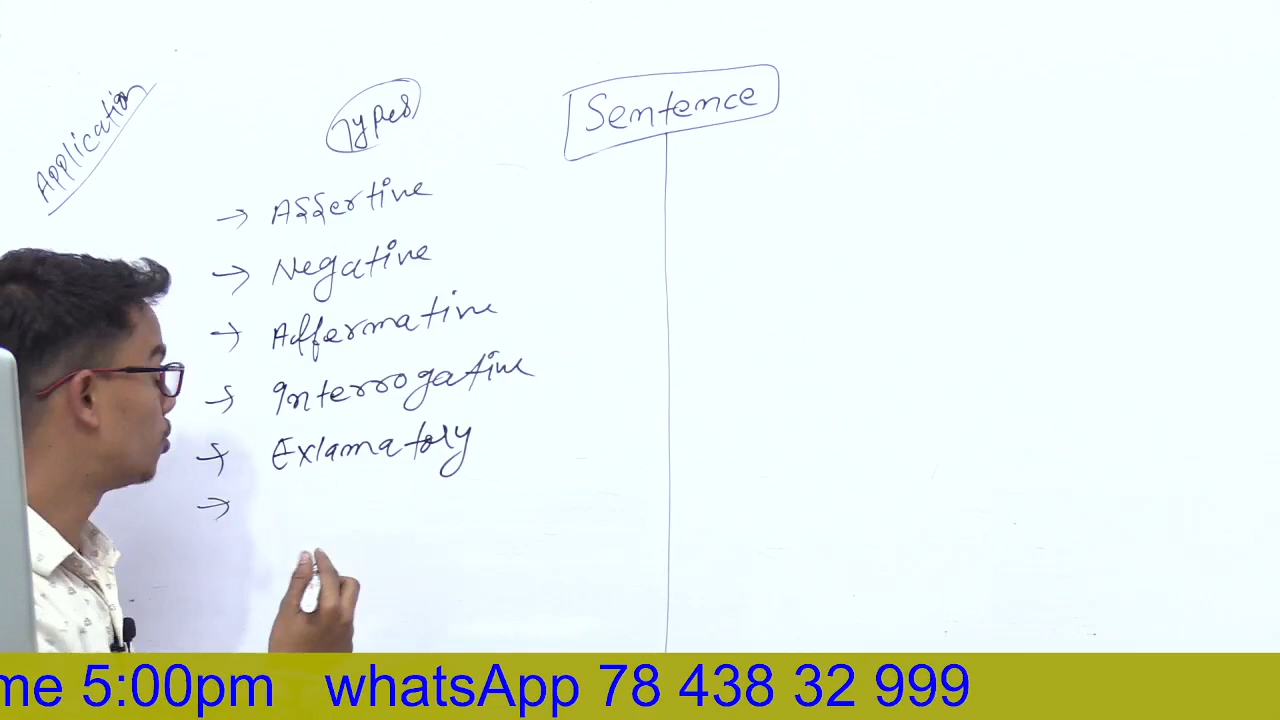 Application
Types
Sentence
→ Assertive
→ Negative
→ Affermative
→ Interrogative
→ Exlamatory
→
me 5:00pm whatsApp 78 438 32 999